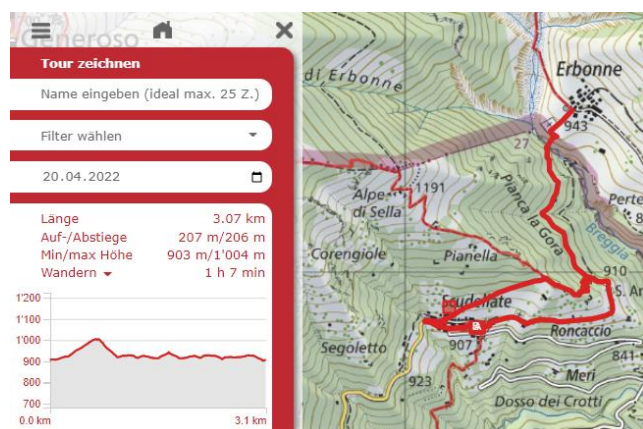 Generoso
Tour zeichnen
Name eingeben (ideal max. 25 Z.)
Filter wählen
20.04.2022
Länge 3.07 km
Auf-/Abstiege 207 m/206 m
Min/max Höhe 903 m/1'004 m
Wandern 1 h 7 min
1'200
1'100
1'000
900
800
700
0.0 km 3.1 km
di Erbonne
Erbonne
943
27
1191
Alpe
di Sella
Pianca la Gora
Perte
Breggia
Corengiole
Pianella
910
S. An
Scudellate
Roncaccio
907
Segoletto
841
923
Meri
Dosso dei Crotti